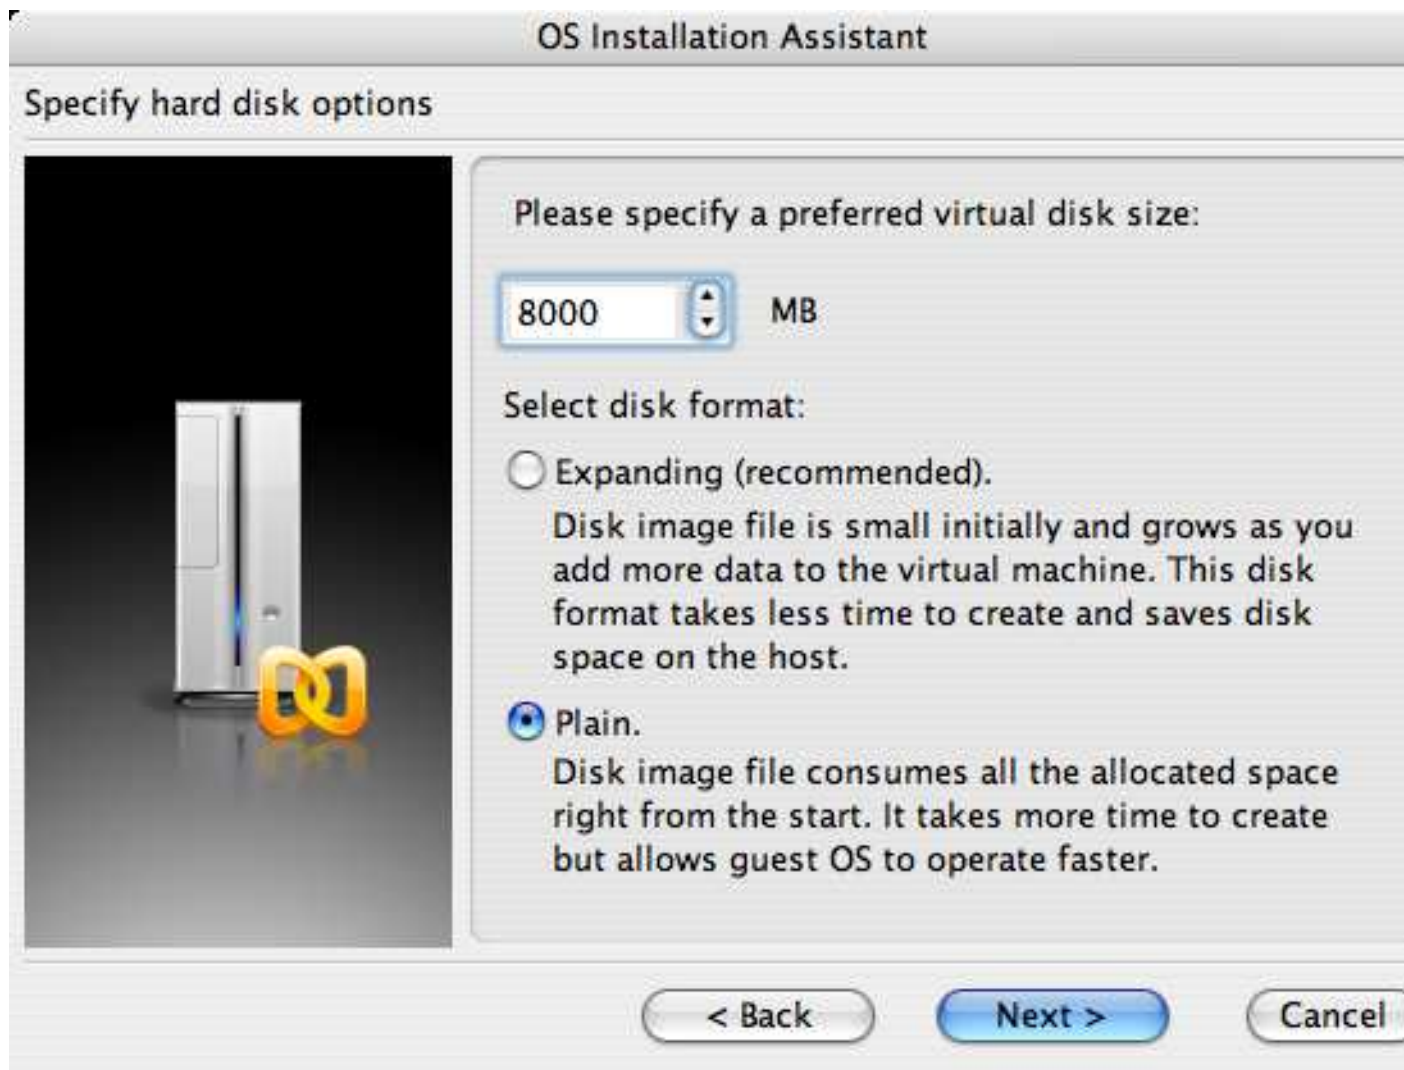 OS Installation Assistant
Specify hard disk options
Please specify a preferred virtual disk size:
8000 MB
Select disk format:
Expanding (recommended).
Disk image file is small initially and grows as you
add more data to the virtual machine. This disk
format takes less time to create and saves disk
space on the host.
Plain.
Disk image file consumes all the allocated space
right from the start. It takes more time to create
but allows guest OS to operate faster.
< Back Next > Cancel